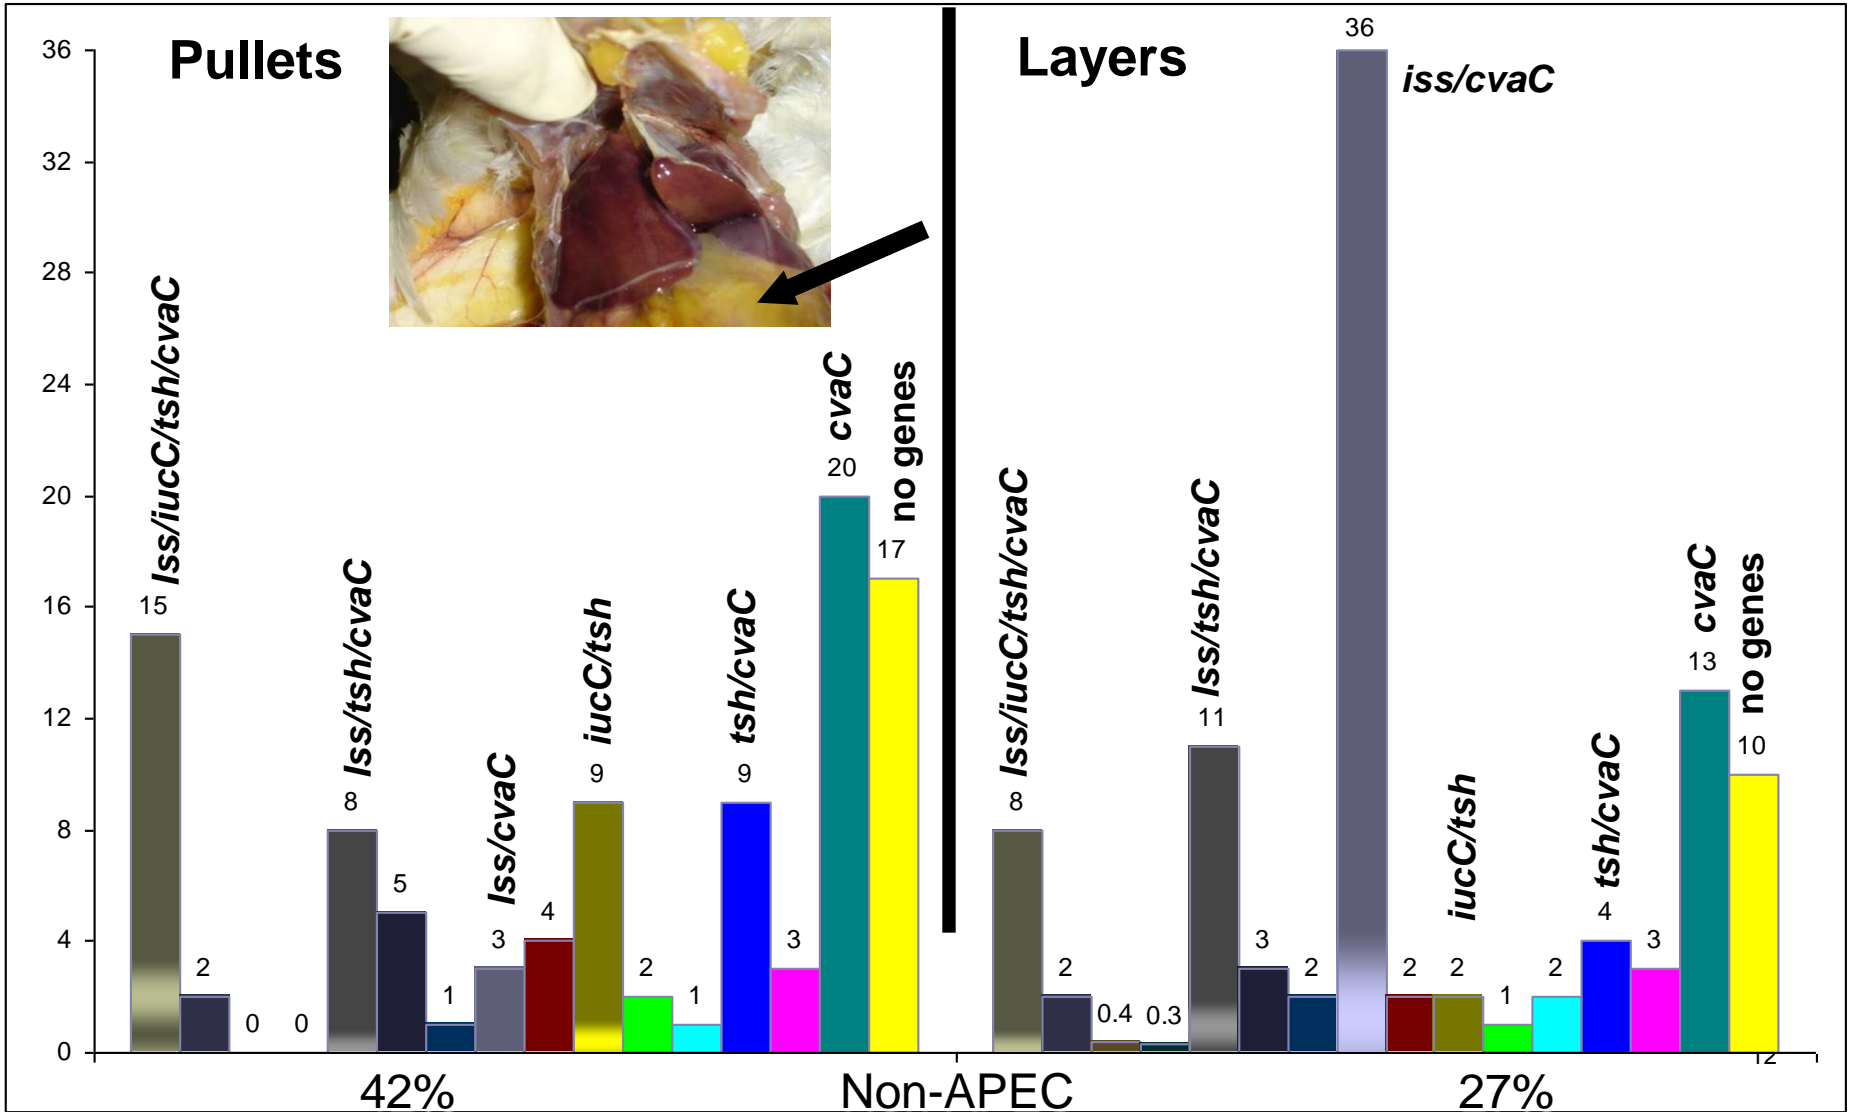 Pullets
Layers
36
32
28
24
20
16
12
8
4
0
Iss/iucC/tsh/cvaC
15
2
0
0
Iss/tsh/cvaC
8
5
1
Iss/cvaC
3
4
iucC/tsh
9
2
1
tsh/cvaC
9
3
cvaC
20
no genes
17
Iss/iucC/tsh/cvaC
8
2
0.4
0.3
Iss/tsh/cvaC
11
3
2
36
iss/cvaC
2
iucC/tsh
2
1
2
tsh/cvaC
4
3
cvaC
13
no genes
10
2
42%
Non-APEC
27%